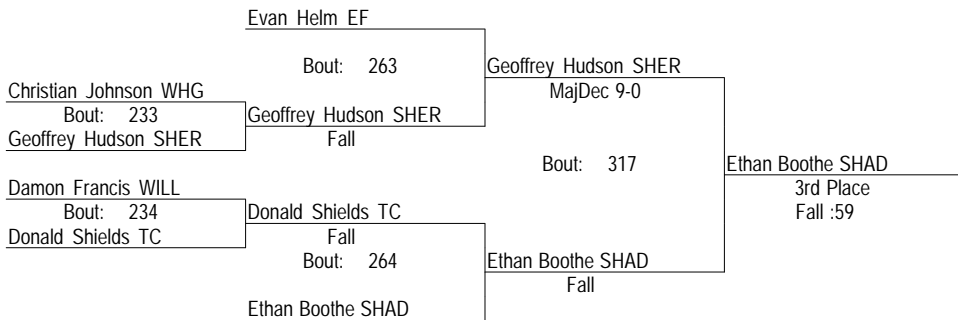 Evan Helm EF
Bout: 263
Geoffrey Hudson SHER
Christian Johnson WHG
MajDec 9-0
Bout: 233
Geoffrey Hudson SHER
Geoffrey Hudson SHER
Fall
Bout: 317
Ethan Boothe SHAD
Damon Francis WILL
3rd Place
Bout: 234
Donald Shields TC
Fall :59
Donald Shields TC
Fall
Bout: 264
Ethan Boothe SHAD
Fall
Ethan Boothe SHAD